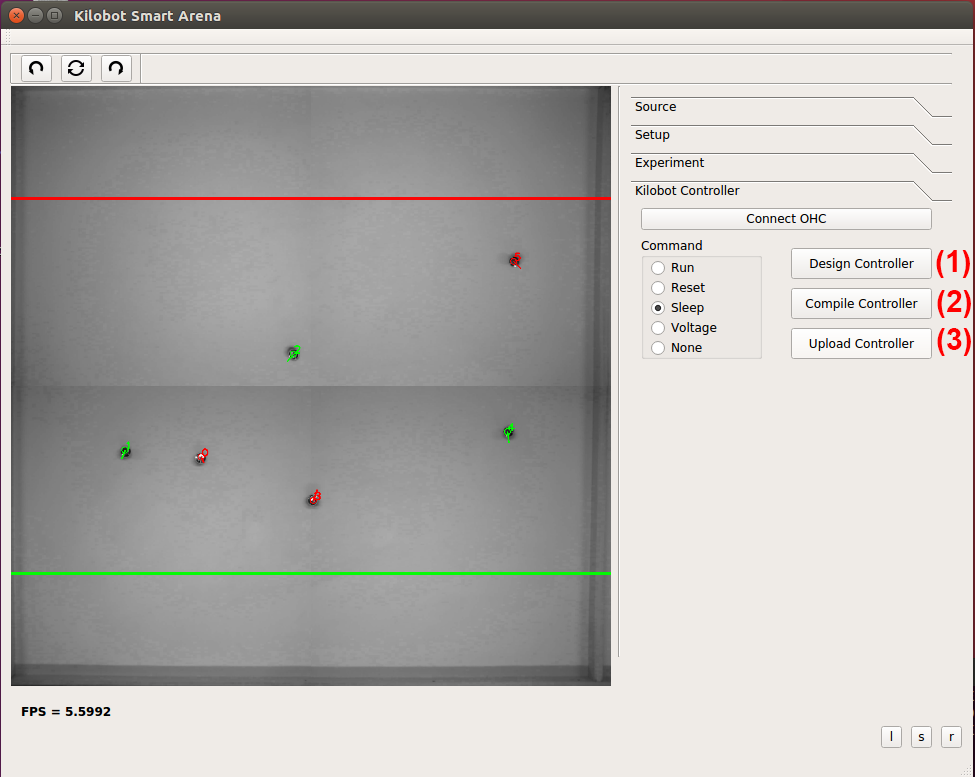 Kilobot Smart Arena
Source
Setup
Experiment
Kilobot Controller
Connect OHC
Command
Run
Reset
Sleep
Voltage
None
Design Controller (1)
Compile Controller (2)
Upload Controller (3)
FPS = 5.5992
l s r